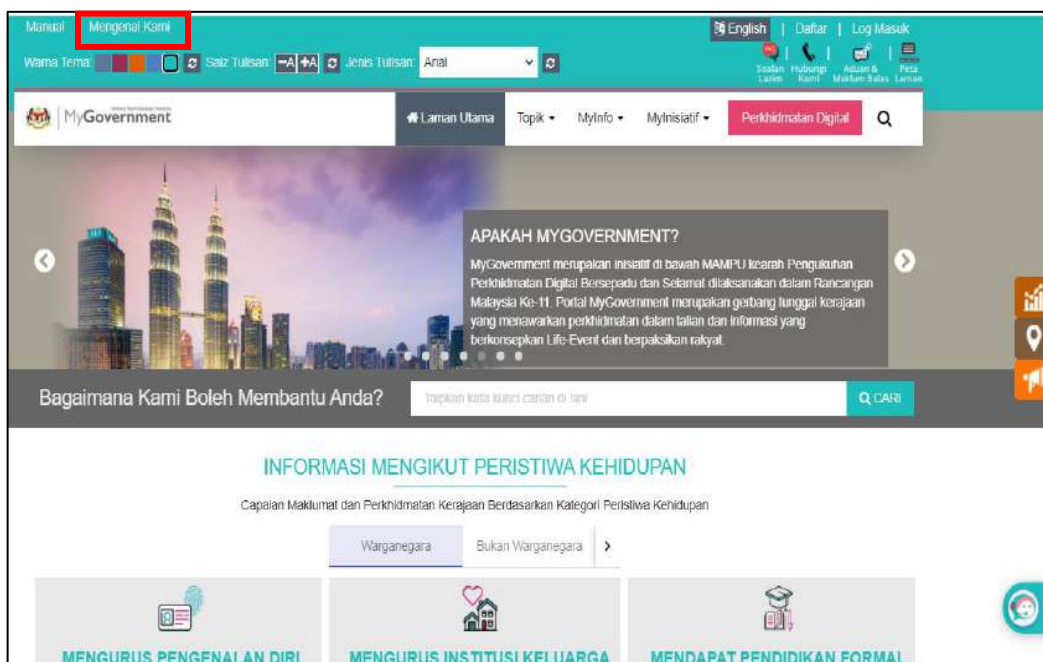 Manual Mengenai Kami
English | Daftar | Log Masuk
Warna Tema: Saiz Tulisan: -A +A Jenis Tulisan: Arial
Soalan Lazim Hubungi Kami Aduan & Maklum Balas Peta Laman
MyGovernment
Laman Utama Topik MyInfo MyInisiatif Perkhidmatan Digital
APAKAH MYGOVERNMENT?
MyGovernment merupakan inisiatif di bawah MAMPU kearah Pengukuhan
Perkhidmatan Digital Bersepadu dan Selamat dilaksanakan dalam Rancangan
Malaysia Ke-11. Portal MyGovernment merupakan gerbang tunggal kerajaan
yang menawarkan perkhidmatan dalam talian dan informasi yang
berkonsepkan Life-Event dan berpaksikan rakyat.
Bagaimana Kami Boleh Membantu Anda? Taipkan kata kunci carian di sini CARI
INFORMASI MENGIKUT PERISTIWA KEHIDUPAN
Capaian Maklumat dan Perkhidmatan Kerajaan Berdasarkan Kategori Peristiwa Kehidupan
Warganegara Bukan Warganegara
MENGURUS PENGENALAN DIRI MENGURUS INSTITUSI KELUARGA MENDAPAT PENDIDIKAN FORMAL